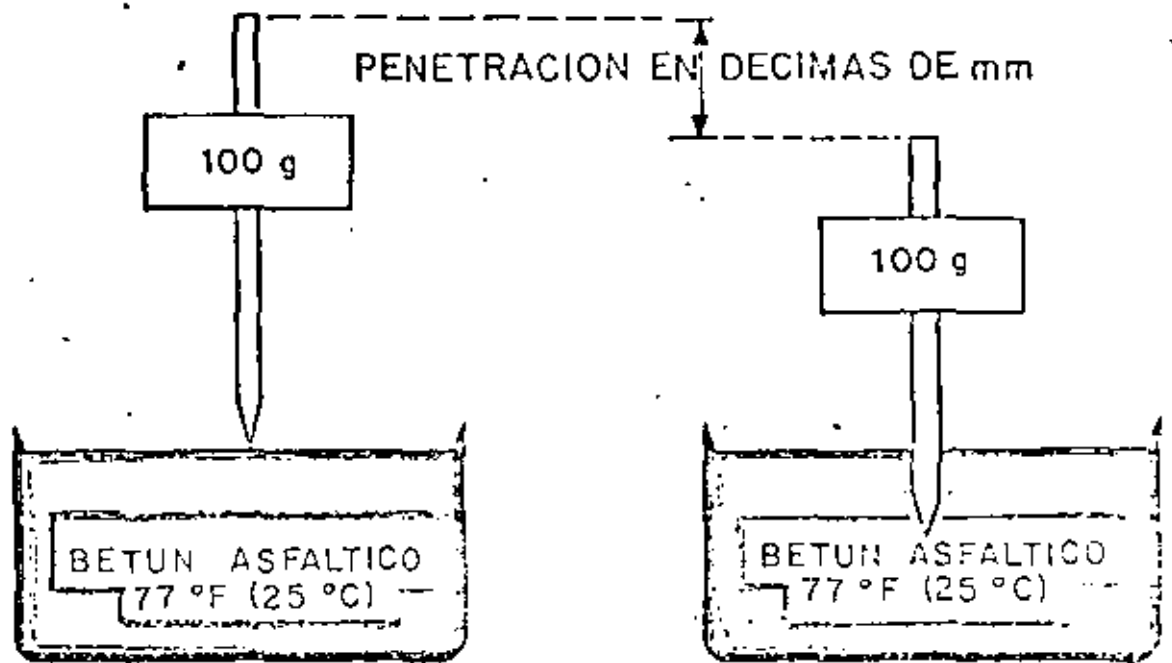 PENETRACION EN DECIMAS DE mm
100 g
100 g
BETUN ASFALTICO
77 °F (25 °C)
BETUN ASFALTICO
77 °F (25 °C)